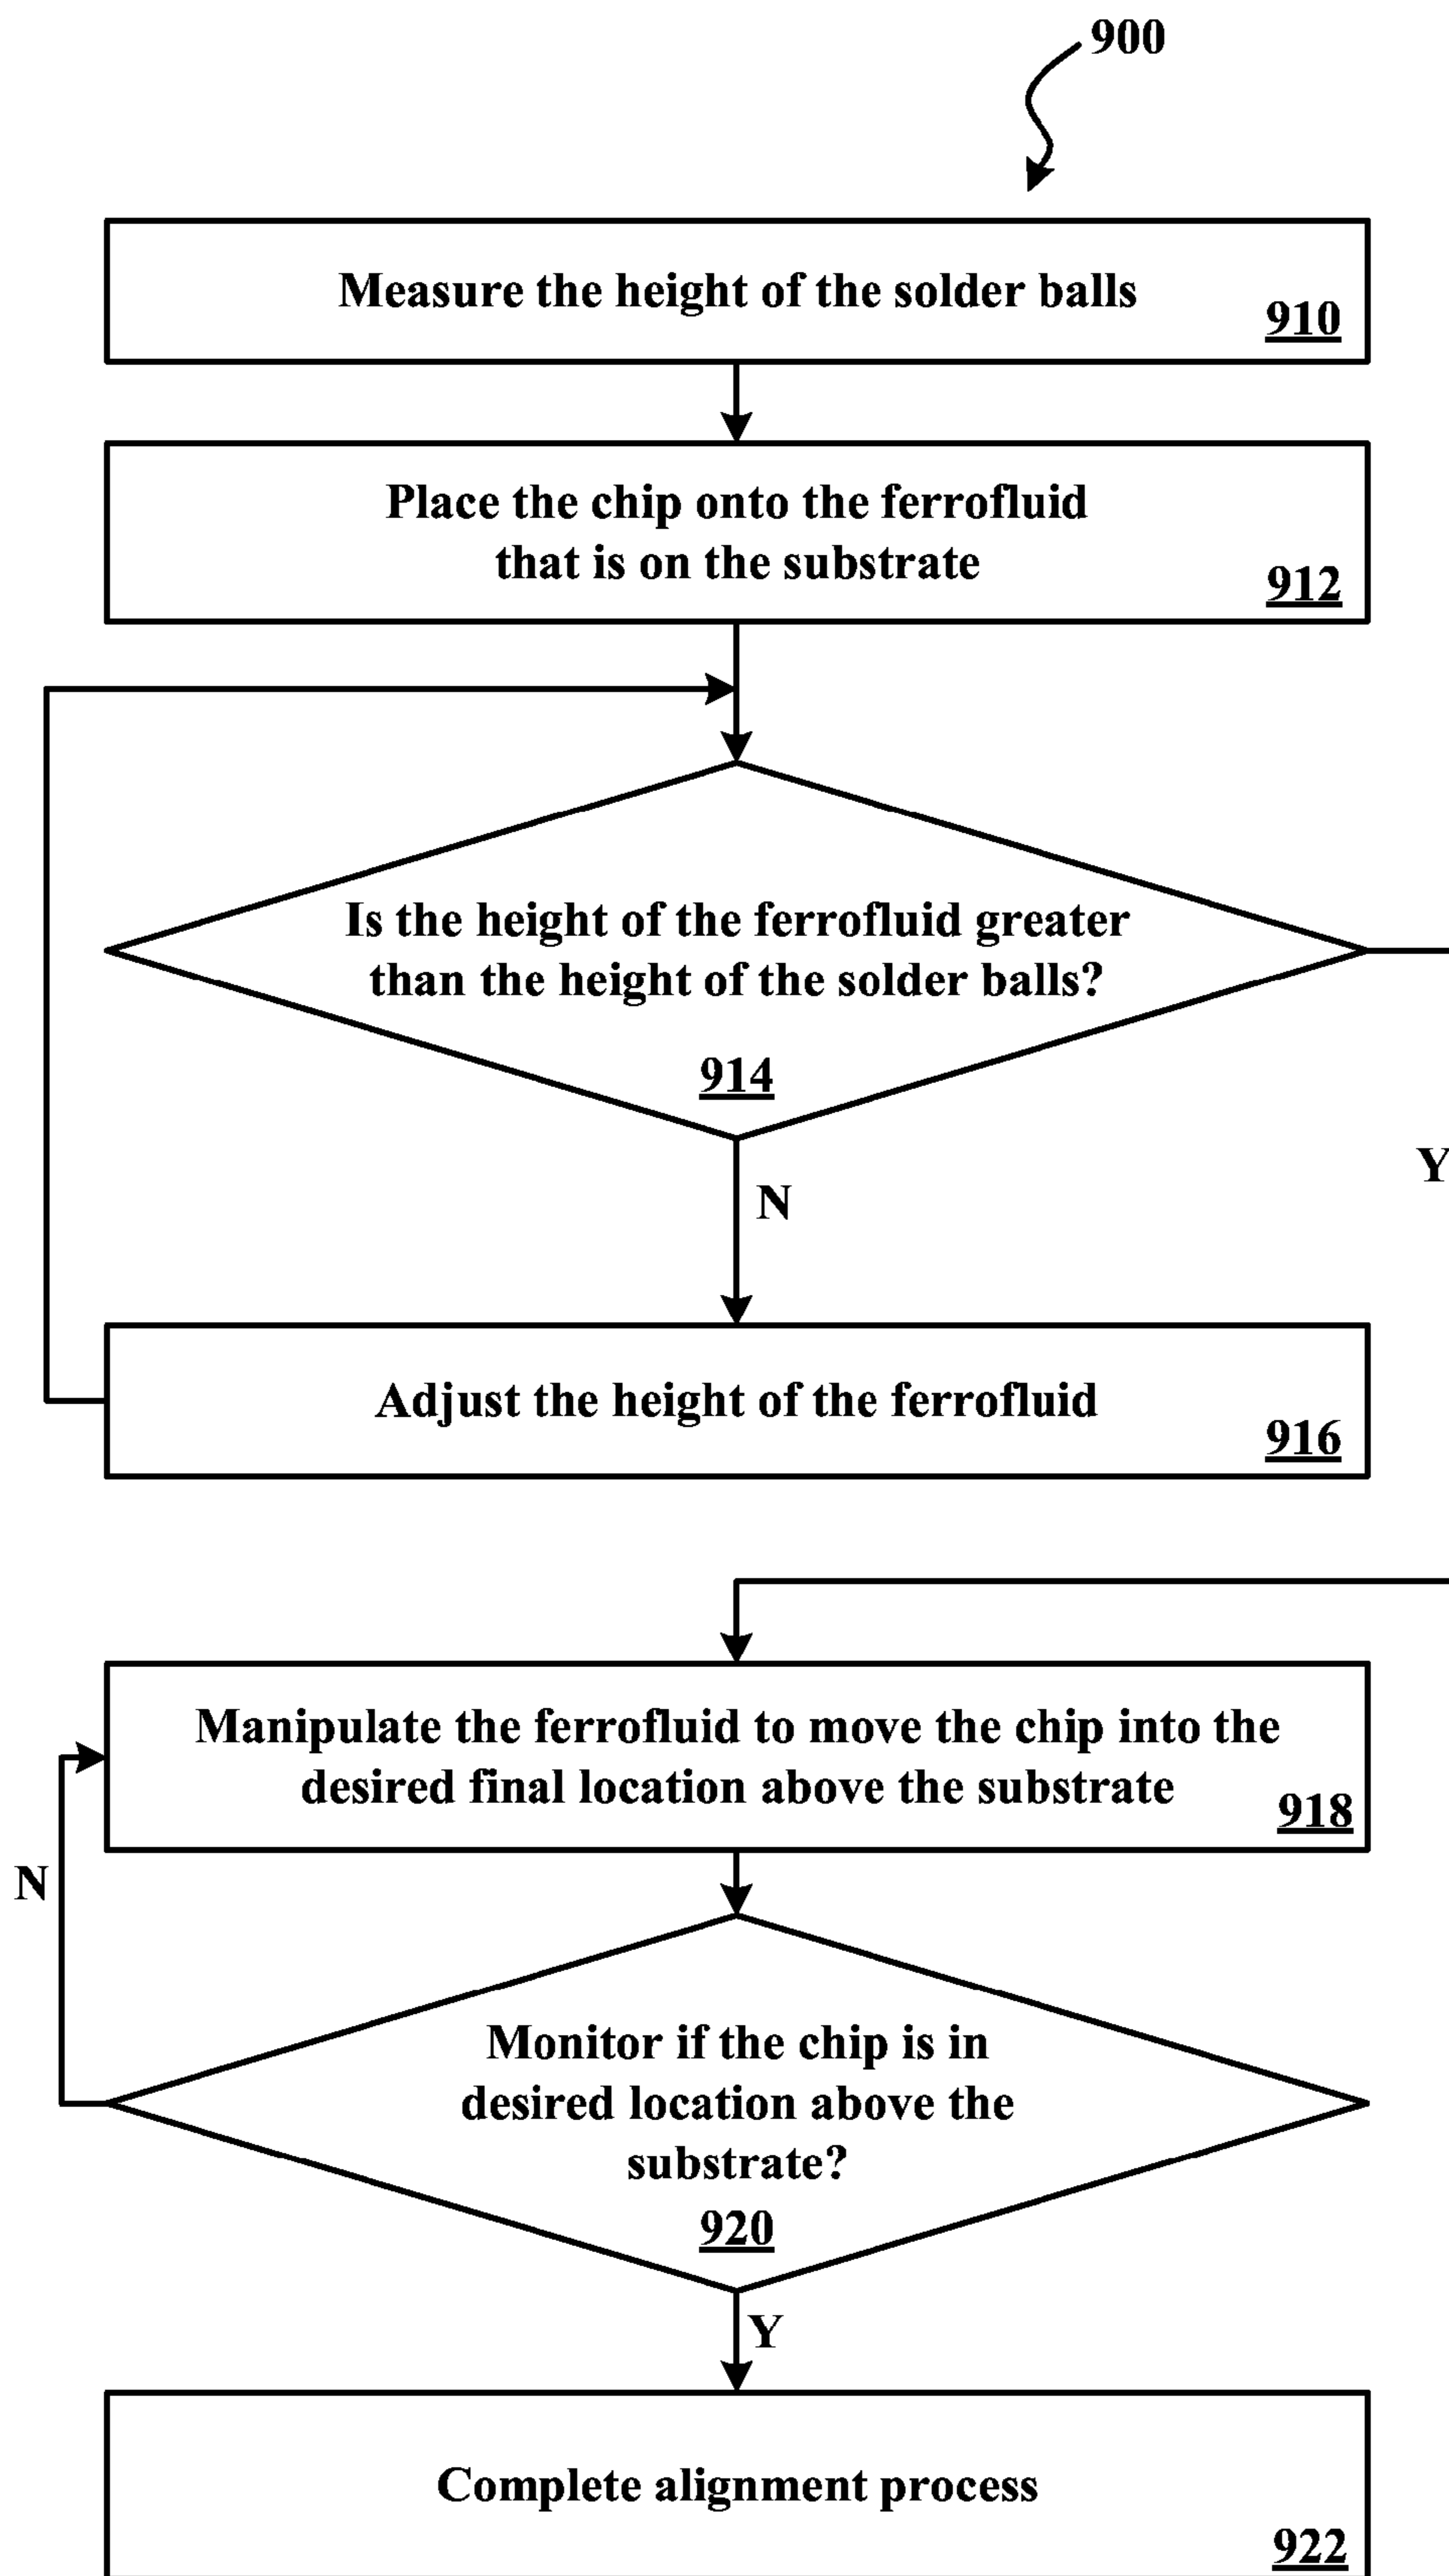 900
Measure the height of the solder balls
910
Place the chip onto the ferrofluid
that is on the substrate
912
Is the height of the ferrofluid greater
than the height of the solder balls?
914
Y
N
Adjust the height of the ferrofluid
916
Manipulate the ferrofluid to move the chip into the
desired final location above the substrate
918
N
Monitor if the chip is in
desired location above the
substrate?
920
Y
Complete alignment process
922